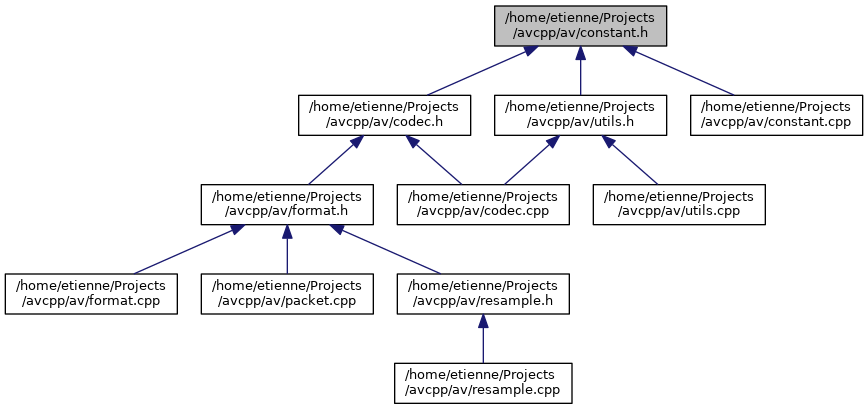 /home/etienne/Projects
/avcpp/av/constant.h
/home/etienne/Projects
/avcpp/av/codec.h
/home/etienne/Projects
/avcpp/av/utils.h
/home/etienne/Projects
/avcpp/av/constant.cpp
/home/etienne/Projects
/avcpp/av/format.h
/home/etienne/Projects
/avcpp/av/codec.cpp
/home/etienne/Projects
/avcpp/av/utils.cpp
/home/etienne/Projects
/avcpp/av/format.cpp
/home/etienne/Projects
/avcpp/av/packet.cpp
/home/etienne/Projects
/avcpp/av/resample.h
/home/etienne/Projects
/avcpp/av/resample.cpp